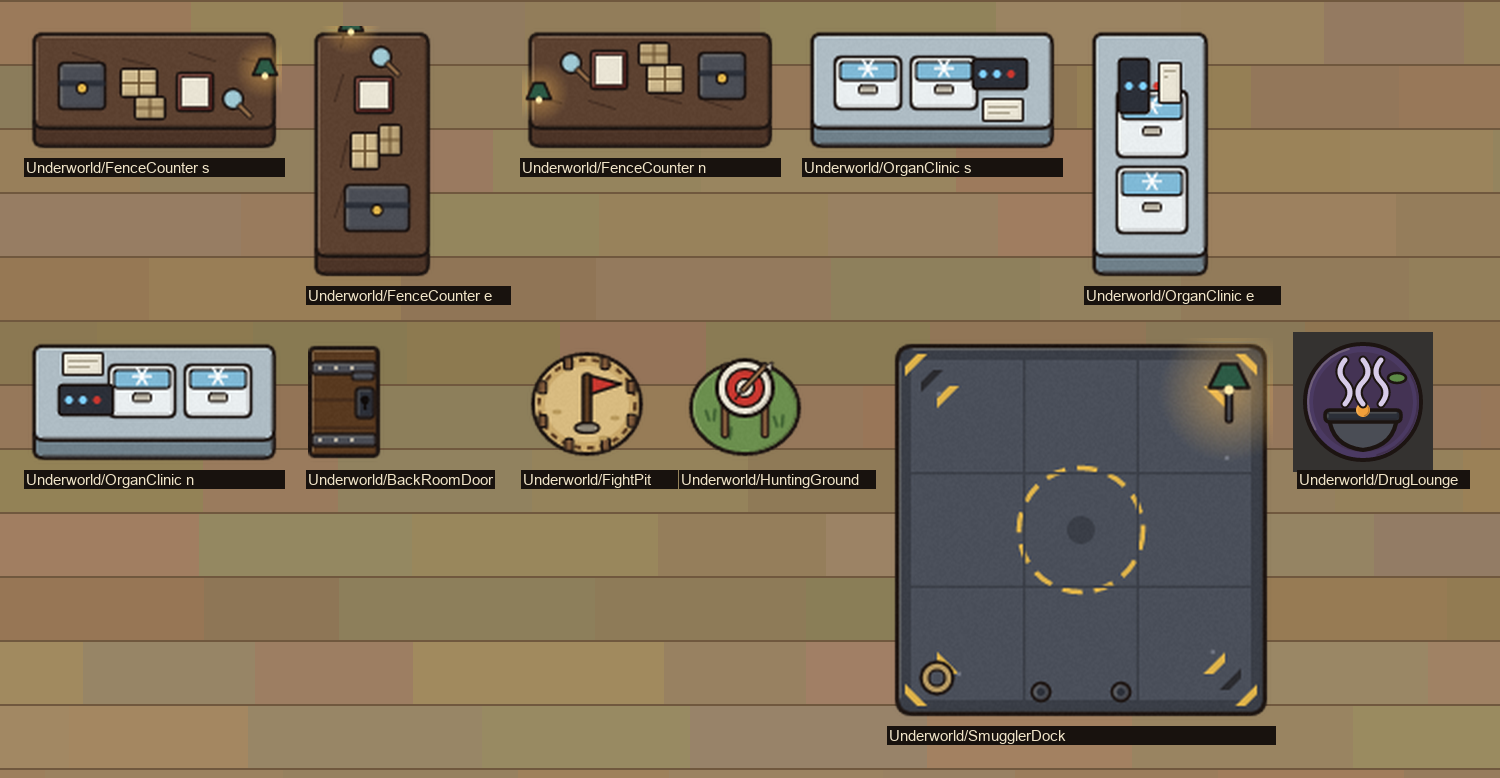 Underworld/FenceCounter s
Underworld/FenceCounter n
Underworld/OrganClinic s
Underworld/FenceCounter e
Underworld/OrganClinic e
Underworld/OrganClinic n
Underworld/BackRoomDoor
Underworld/FightPit
Underworld/HuntingGround
Underworld/DrugLounge
Underworld/SmugglerDock